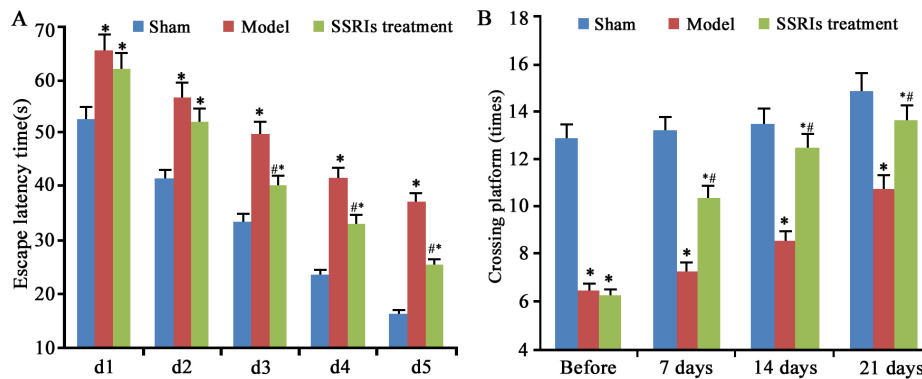 A
Sham Model SSRIs treatment
Escape latency time(s)
70
60
50
40
30
20
10
* * * * * #* * #* * #*
d1 d2 d3 d4 d5
B
Sham Model SSRIs treatment
Crossing platform (times)
18
16
14
12
10
8
6
4
* * * *# * *# * *#
Before 7 days 14 days 21 days